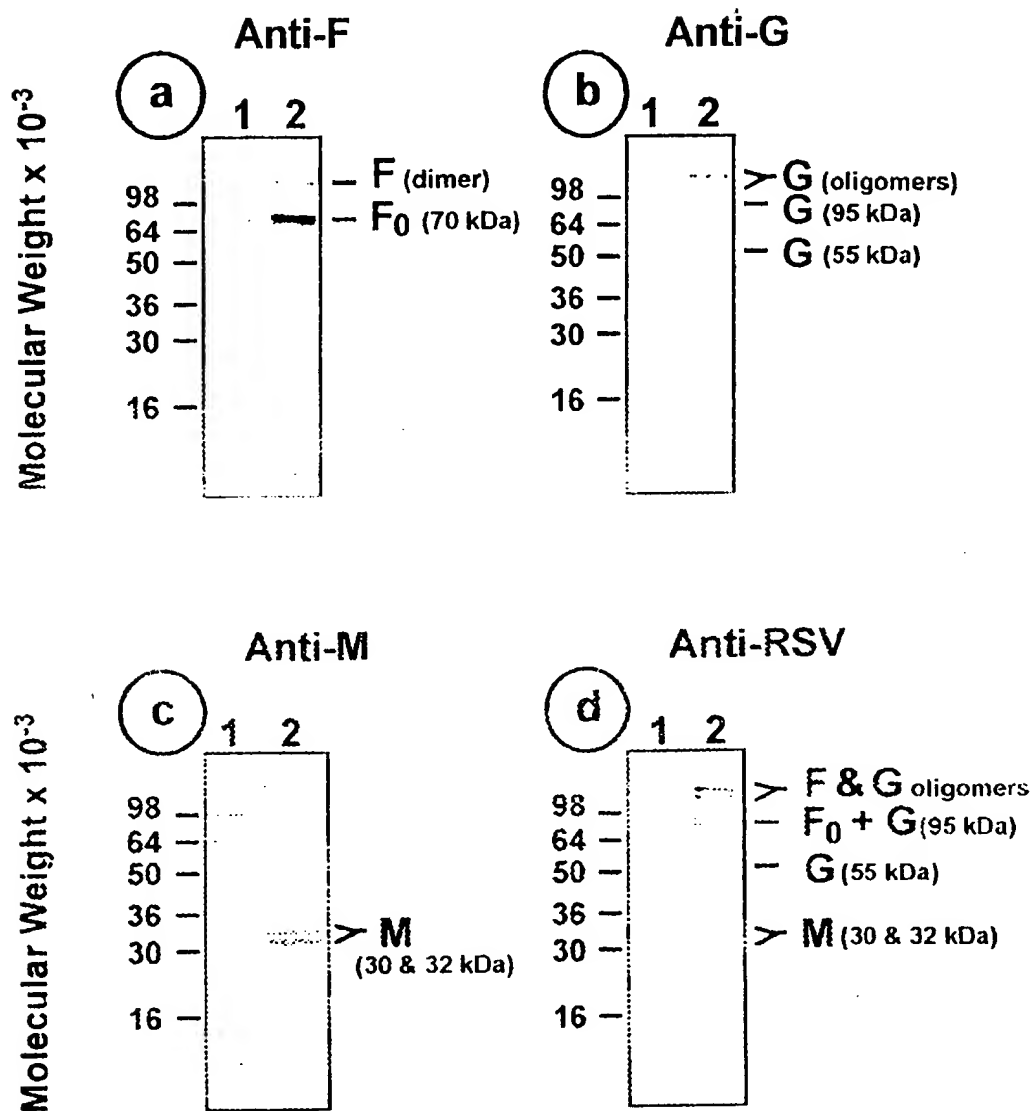 Anti-F
a
1 2
Molecular Weight x 10-3
98
64
50
36
30
16
F (dimer)
F0 (70 kDa)
Anti-G
b
1 2
98
64
50
36
30
16
G (oligomers)
G (95 kDa)
G (55 kDa)
Anti-M
c
1 2
Molecular Weight x 10-3
98
64
50
36
30
16
M
(30 & 32 kDa)
Anti-RSV
d
1 2
98
64
50
36
30
16
F & G oligomers
F0 + G (95 kDa)
G (55 kDa)
M (30 & 32 kDa)